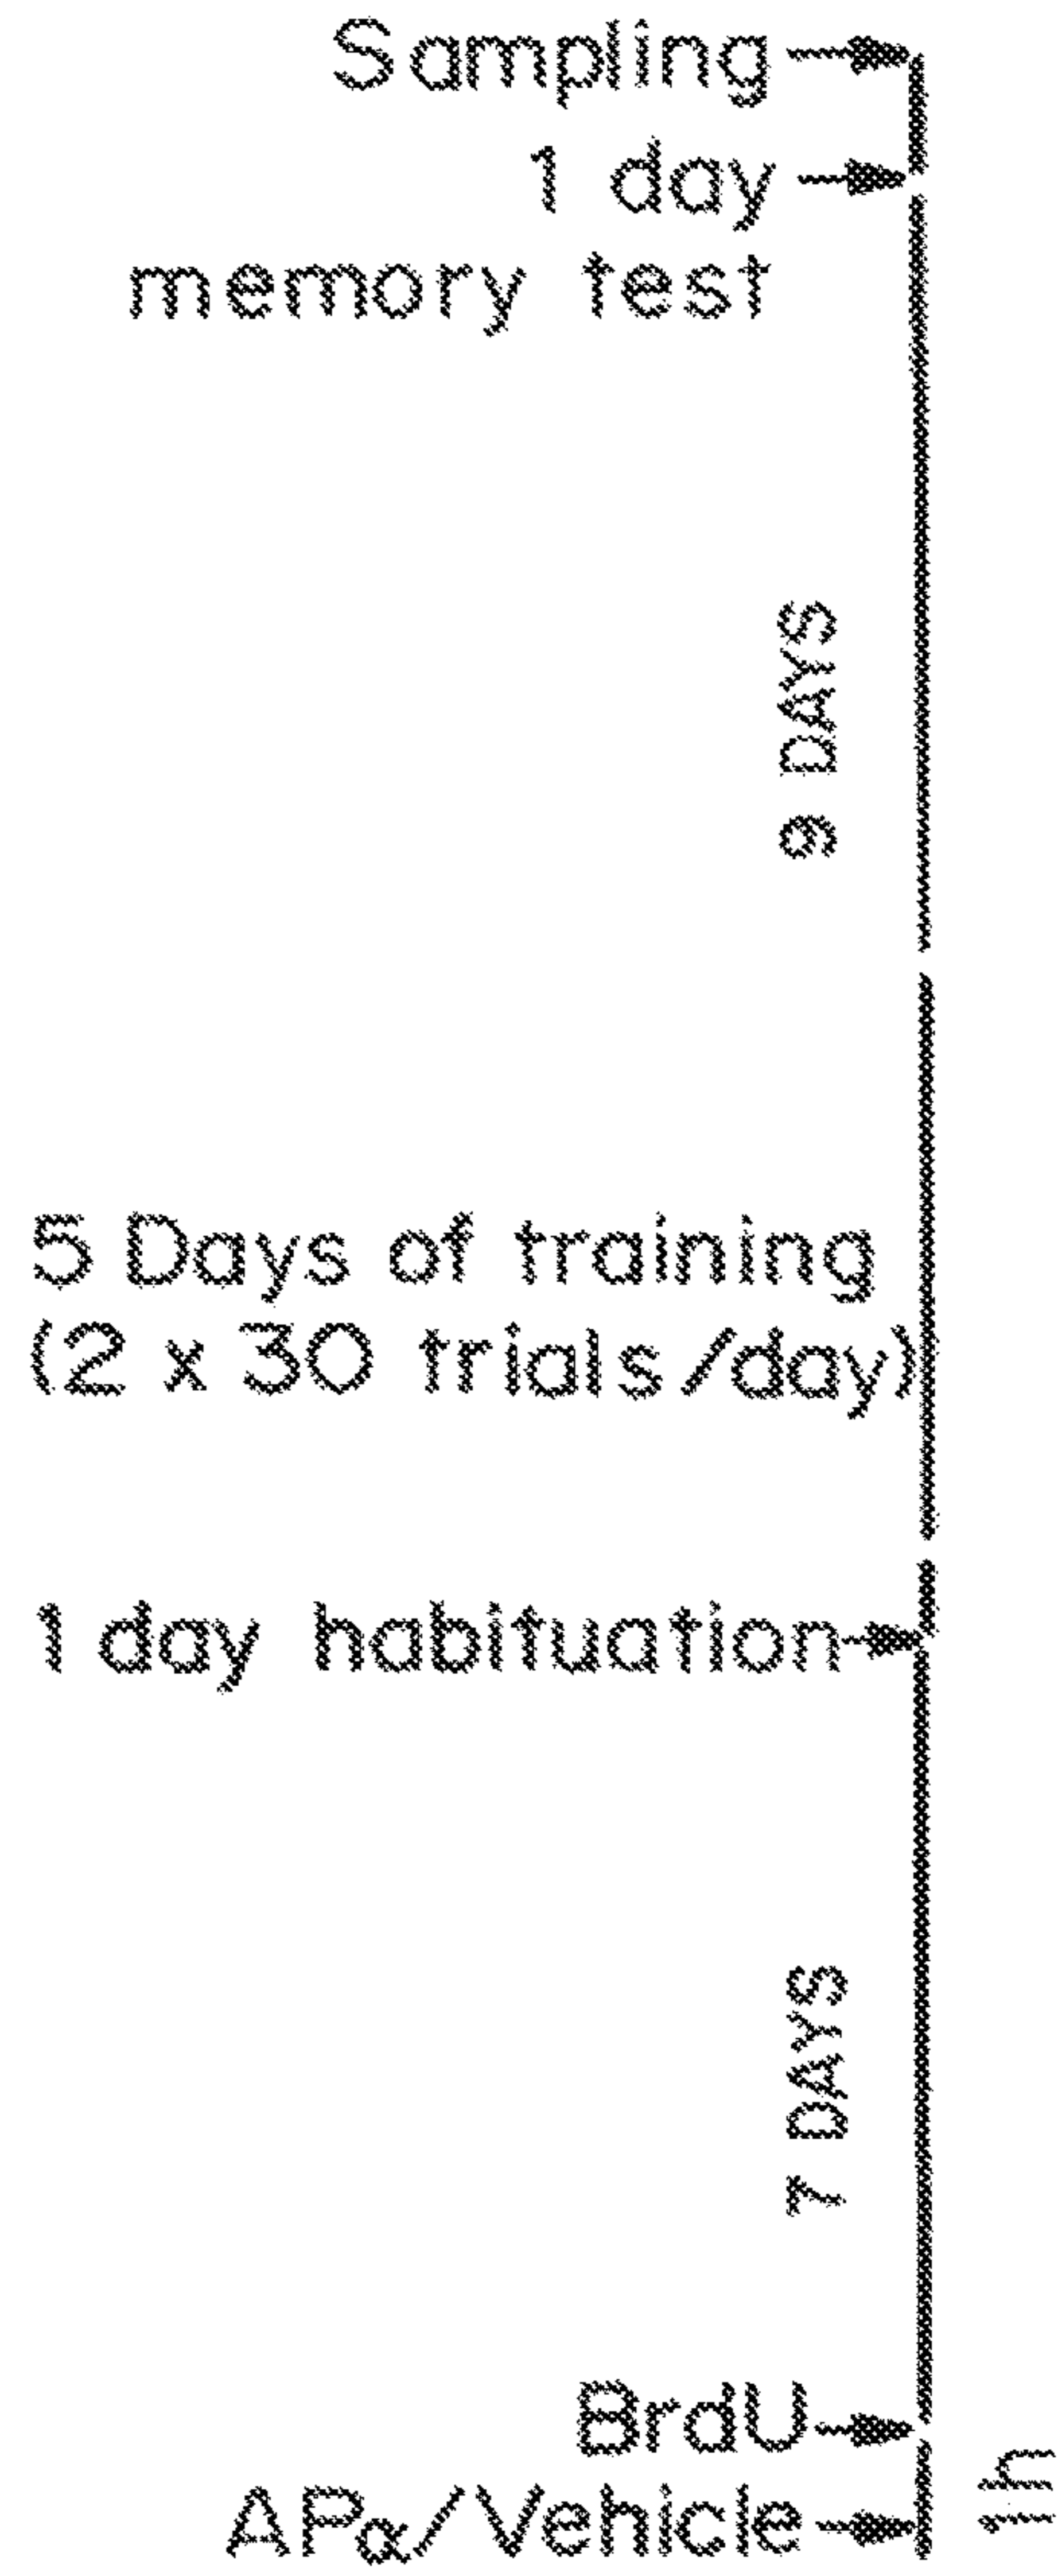 Sampling
1 day
memory test
9 DAYS
5 Days of training
(2 x 30 trials/day)
1 day habituation
7 DAYS
BrdU
1h
APα/Vehicle